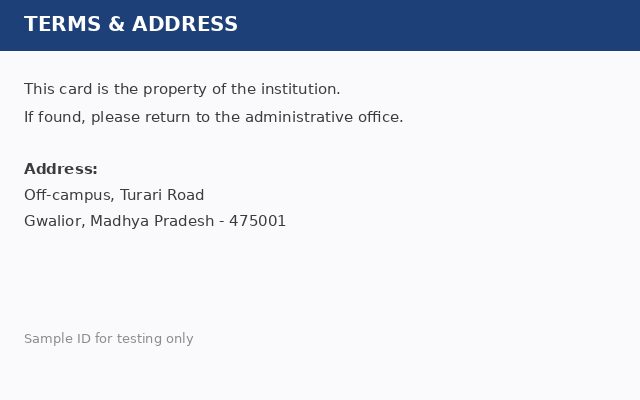 TERMS & ADDRESS
This card is the property of the institution.
If found, please return to the administrative office.
Address:
Off-campus, Turari Road
Gwalior, Madhya Pradesh - 475001
Sample ID for testing only